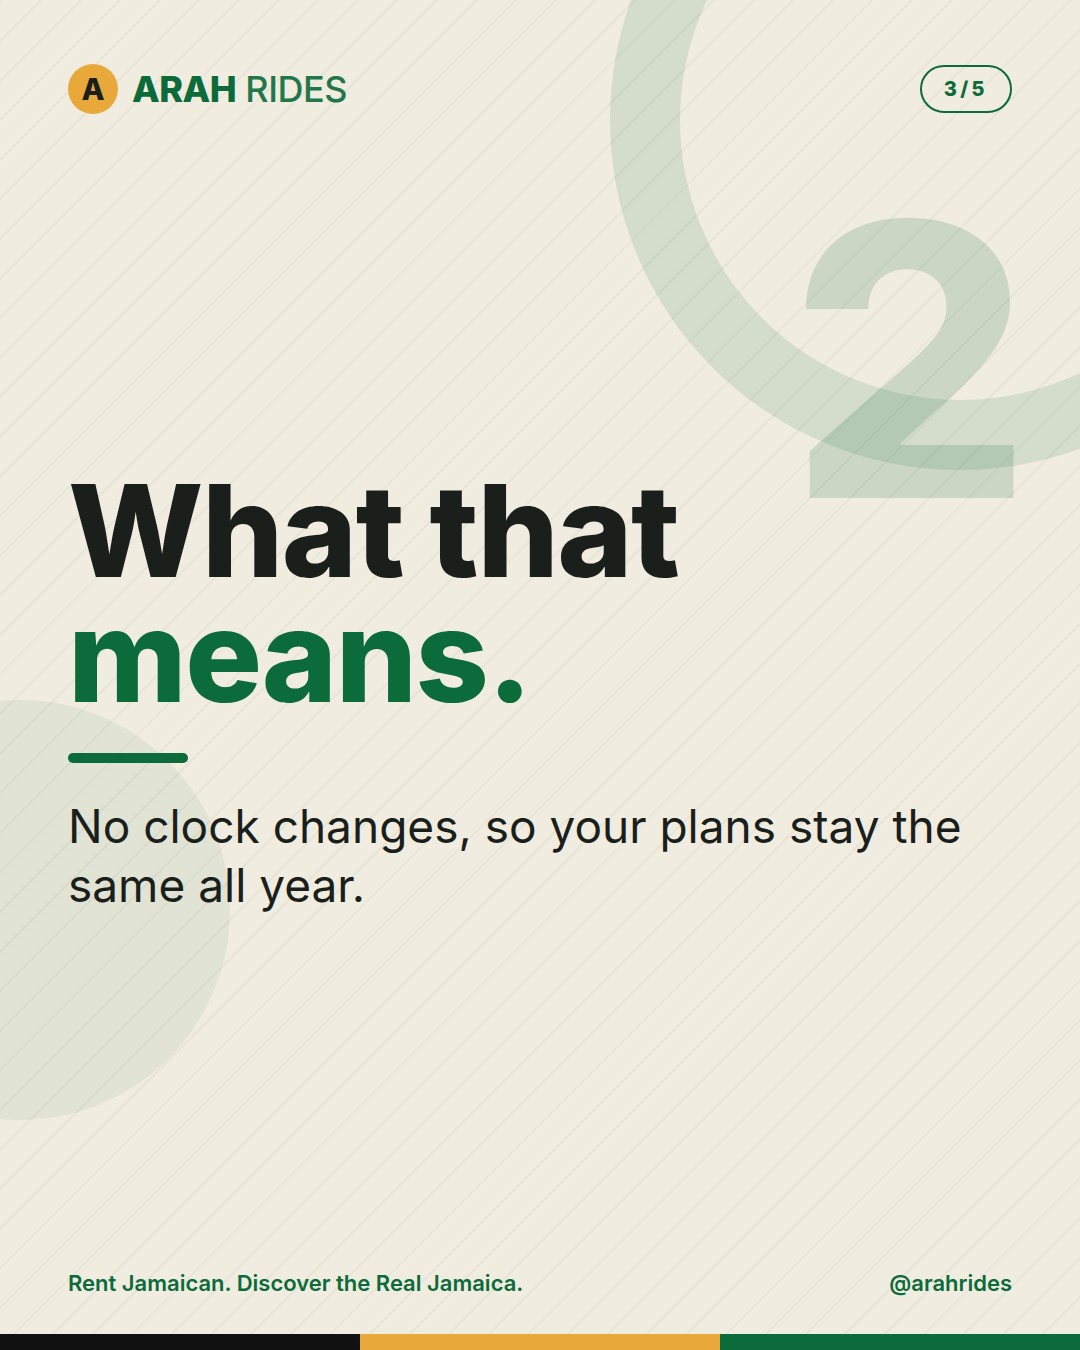 A ARAH RIDES
3/5
2
What that
means.
No clock changes, so your plans stay the
same all year.
Rent Jamaican. Discover the Real Jamaica.
@arahrides